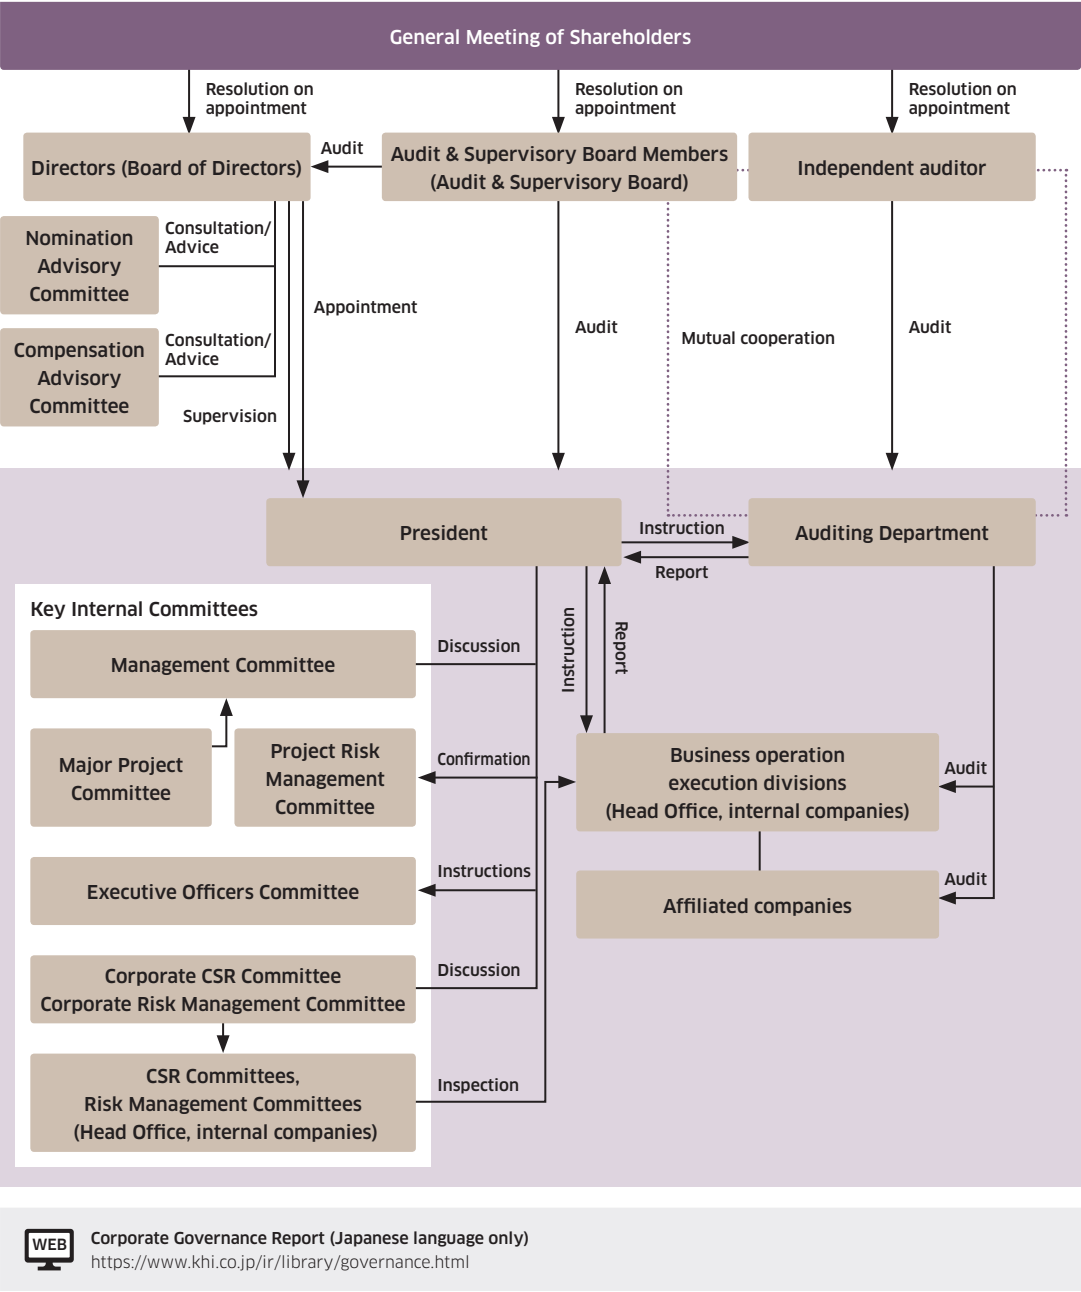 General Meeting of Shareholders
Resolution on
appointment
Resolution on
appointment
Resolution on
appointment
Directors (Board of Directors)
Audit
Audit & Supervisory Board Members
(Audit & Supervisory Board)
Independent auditor
Nomination
Advisory
Committee
Consultation/
Advice
Compensation
Advisory
Committee
Consultation/
Advice
Supervision
Appointment
Audit
Mutual cooperation
Audit
President
Instruction
Report
Auditing Department
Key Internal Committees
Management Committee
Discussion
Instruction
Report
Major Project
Committee
Project Risk
Management
Committee
Confirmation
Business operation
execution divisions
(Head Office, internal companies)
Audit
Executive Officers Committee
Instructions
Affiliated companies
Audit
Corporate CSR Committee
Corporate Risk Management Committee
Discussion
CSR Committees,
Risk Management Committees
(Head Office, internal companies)
Inspection
WEB
Corporate Governance Report (Japanese language only)
https://www.khi.co.jp/ir/library/governance.html